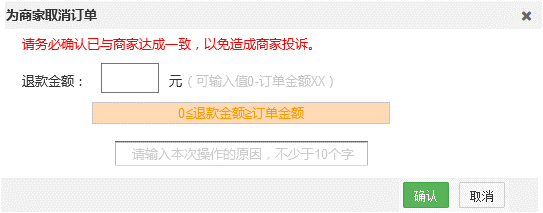 为商家取消订单
请务必确认已与商家达成一致，以免造成商家投诉。
退款金额： 元（可输入值0-订单金额XX）
0≦退款金额≧订单金额
请输入本次操作的原因，不少于10个字
确认 取消